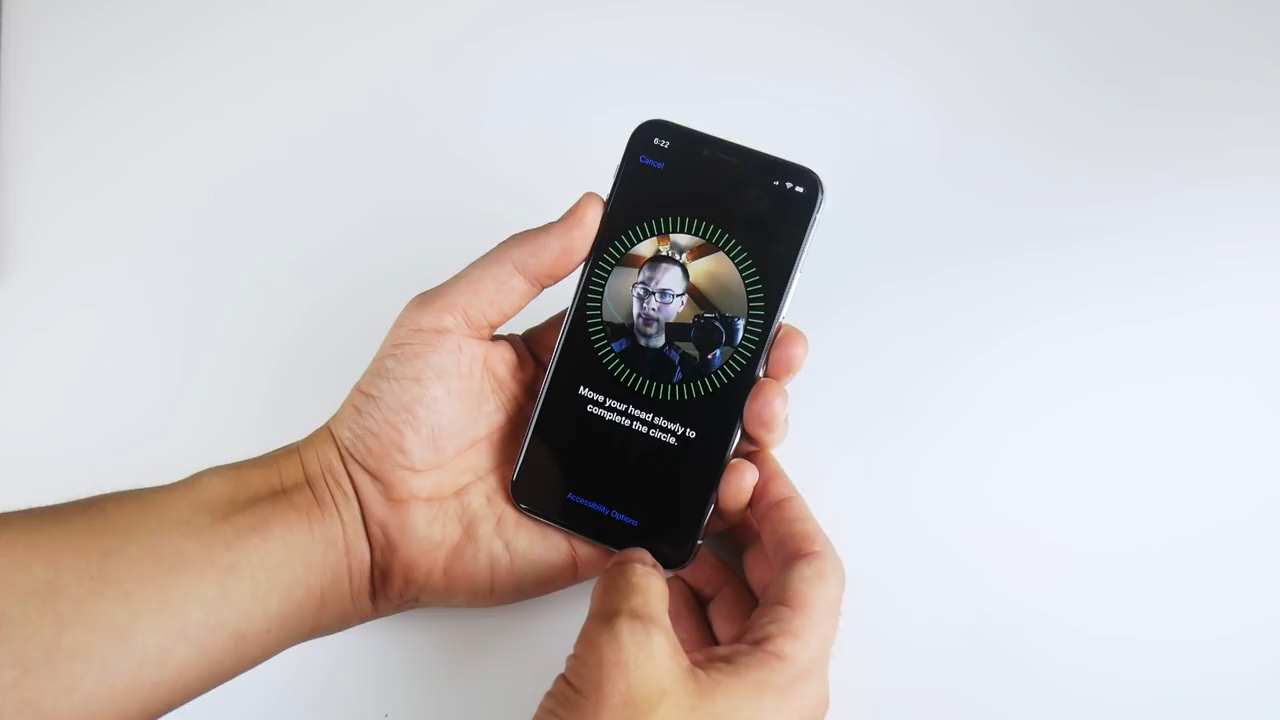 6:22
Cancel
Move your head slowly to
complete the circle.
Accessibility Options